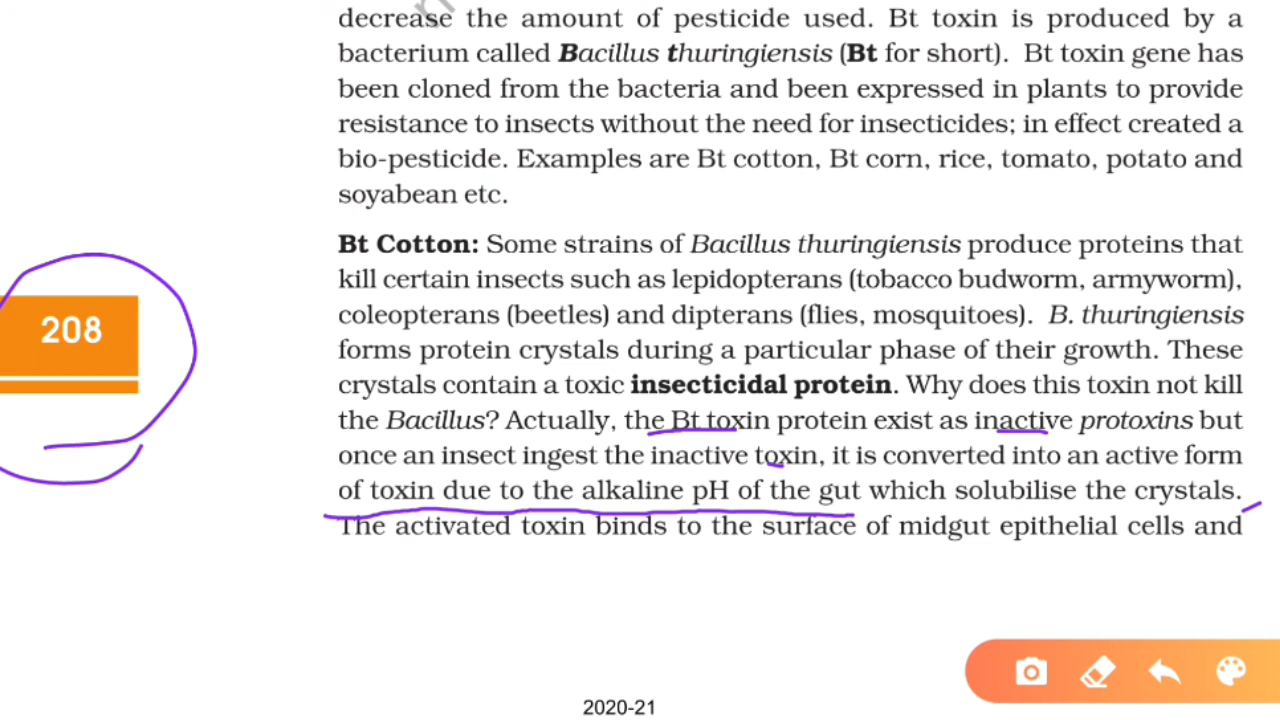 decrease the amount of pesticide used. Bt toxin is produced by a
bacterium called Bacillus thuringiensis (Bt for short). Bt toxin gene has
been cloned from the bacteria and been expressed in plants to provide
resistance to insects without the need for insecticides; in effect created a
bio-pesticide. Examples are Bt cotton, Bt corn, rice, tomato, potato and
soyabean etc.
Bt Cotton: Some strains of Bacillus thuringiensis produce proteins that
kill certain insects such as lepidopterans (tobacco budworm, armyworm),
coleopterans (beetles) and dipterans (flies, mosquitoes). B. thuringiensis
forms protein crystals during a particular phase of their growth. These
crystals contain a toxic insecticidal protein. Why does this toxin not kill
the Bacillus? Actually, the Bt toxin protein exist as inactive protoxins but
once an insect ingest the inactive toxin, it is converted into an active form
of toxin due to the alkaline pH of the gut which solubilise the crystals.
The activated toxin binds to the surface of midgut epithelial cells and
208
2020-21